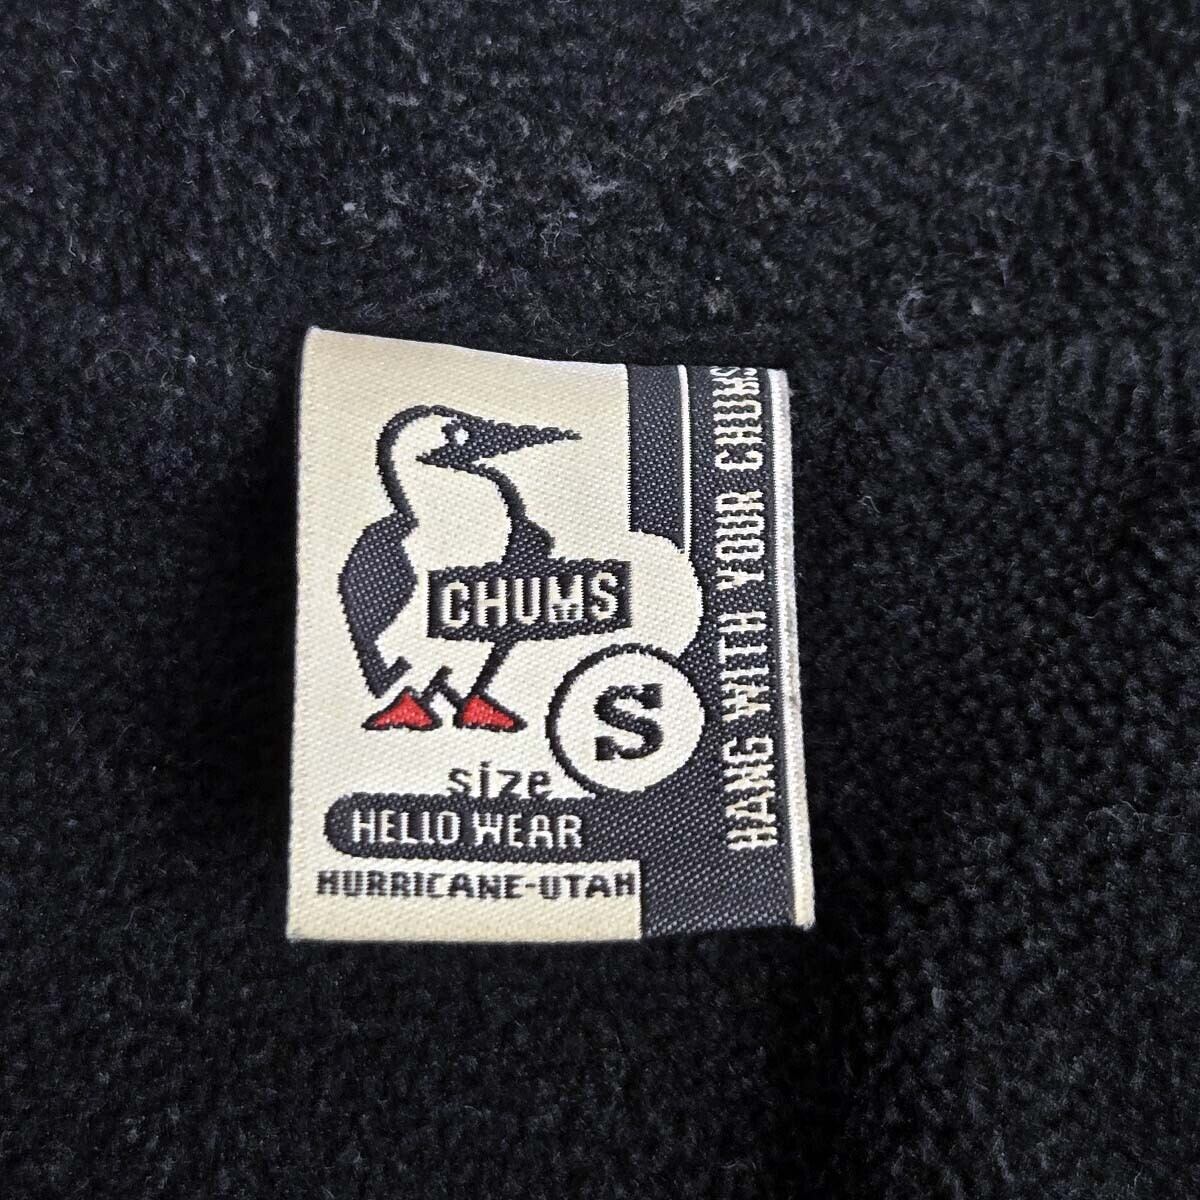 CHUMS
S
size
HELLO WEAR
HURRICANE-UTAH
HANG WITH YOUR CHUMS